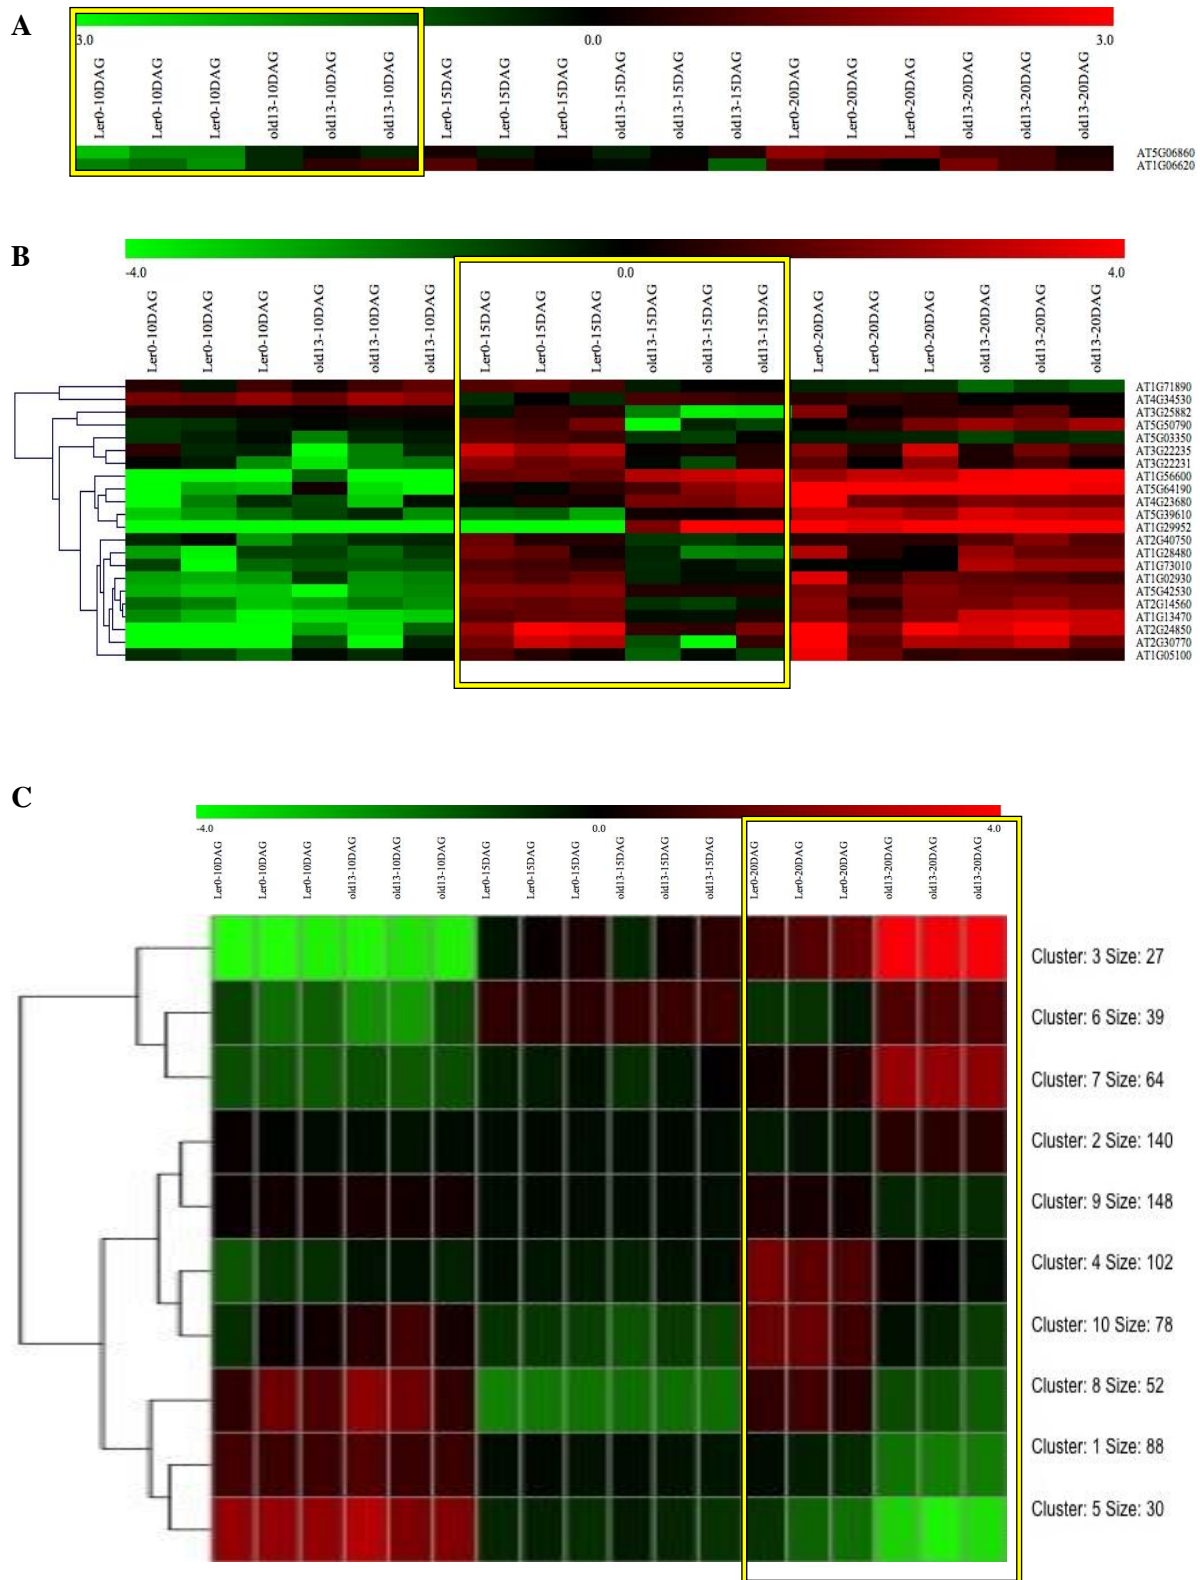 A
3.0 0.0 3.0
Ler0-10DAG Ler0-10DAG Ler0-10DAG old13-10DAG old13-10DAG old13-10DAG Ler0-15DAG Ler0-15DAG Ler0-15DAG old13-15DAG old13-15DAG old13-15DAG Ler0-20DAG Ler0-20DAG Ler0-20DAG old13-20DAG old13-20DAG old13-20DAG
AT5G06860
AT1G06620
B
-4.0 0.0 4.0
Ler0-10DAG Ler0-10DAG Ler0-10DAG old13-10DAG old13-10DAG old13-10DAG Ler0-15DAG Ler0-15DAG Ler0-15DAG old13-15DAG old13-15DAG old13-15DAG Ler0-20DAG Ler0-20DAG Ler0-20DAG old13-20DAG old13-20DAG old13-20DAG
AT1G71890
AT4G34530
AT3G25882
AT5G50790
AT5G03350
AT3G22235
AT3G22231
AT1G56600
AT5G64190
AT4G23680
AT5G39610
AT1G29952
AT2G40750
AT1G28480
AT1G73010
AT1G02930
AT5G42530
AT2G14560
AT1G13470
AT2G24850
AT2G30770
AT1G05100
C
-4.0 0.0 4.0
Ler0-10DAG Ler0-10DAG Ler0-10DAG old13-100DAG old13-100DAG old13-10DAG Ler0-15DAG Ler0-15DAG Ler0-15DAG old13-15DAG old13-15DAG old13-15DAG Ler0-20DAG Ler0-20DAG Ler0-20DAG old13-20DAG old13-20DAG old13-20DAG
Cluster: 3 Size: 27
Cluster: 6 Size: 39
Cluster: 7 Size: 64
Cluster: 2 Size: 140
Cluster: 9 Size: 148
Cluster: 4 Size: 102
Cluster: 10 Size: 78
Cluster: 8 Size: 52
Cluster: 1 Size: 88
Cluster: 5 Size: 30